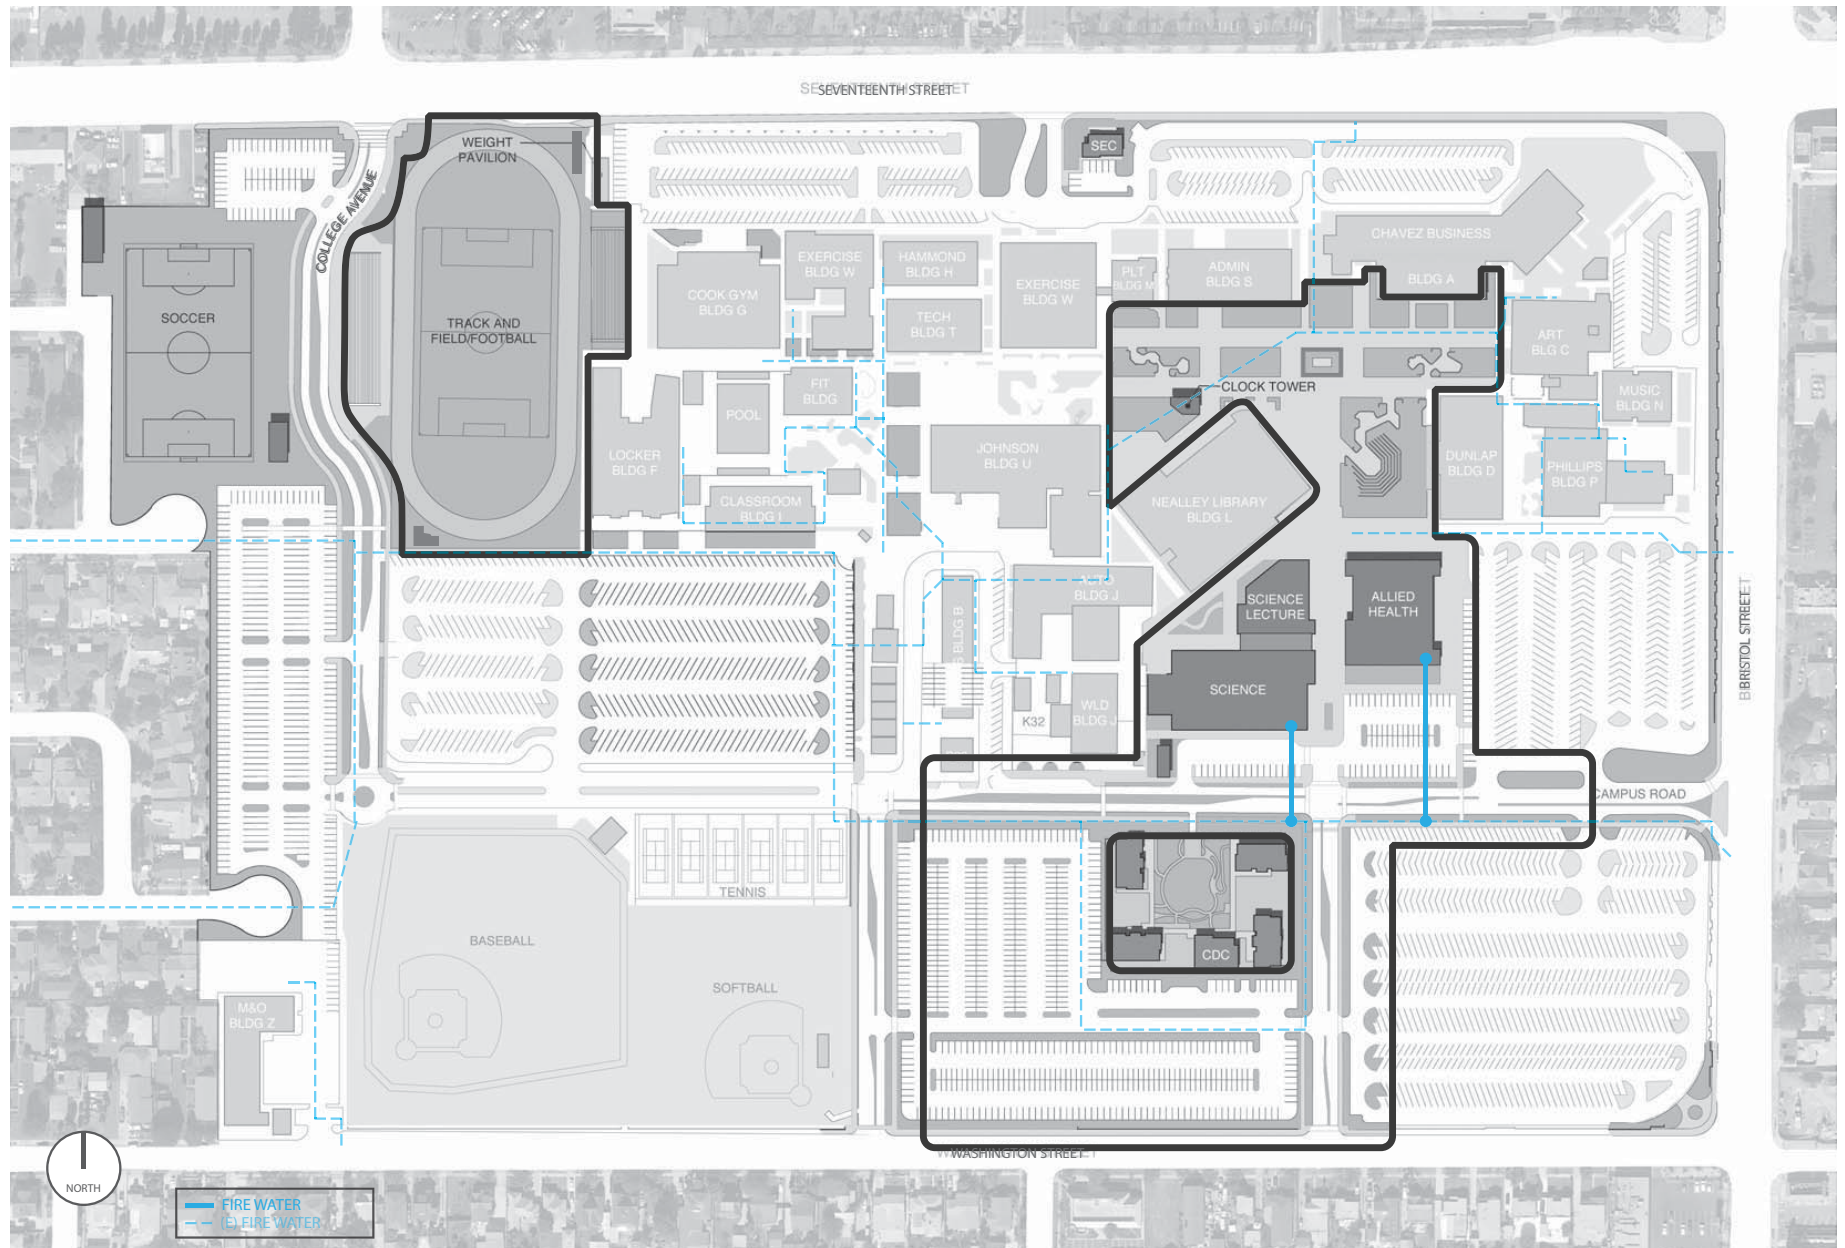 SEVENTEENTH STREET
WEIGHT
PAVILION
SEC
COLLEGE AVENUE
CHAVEZ BUSINESS
BLDG A
EXERCISE
BLDG W
HAMMOND
BLDG H
EXERCISE
BLDG W
PLT
BLDG M
ADMIN
BLDG S
COOK GYM
BLDG G
TECH
BLDG T
SOCCER
TRACK AND
FIELD/FOOTBALL
ART
BLG C
FIT
BLDG
CLOCK TOWER
MUSIC
BLDG N
POOL
JOHNSON
BLDG U
LOCKER
BLDG F
DUNLAP
BLDG D
PHILLIPS
BLDG P
CLASSROOM
BLDG I
NEALLEY LIBRARY
BLDG L
AUTO
BLDG J
SCIENCE
LECTURE
ALLIED
HEALTH
BLDG B
BRISTOL STREET
SCIENCE
K32
WLD
BLDG J
CAMPUS ROAD
TENNIS
BASEBALL
CDC
SOFTBALL
M&O
BLDG Z
WASHINGTON STREET
NORTH
FIRE WATER
(E) FIRE WATER